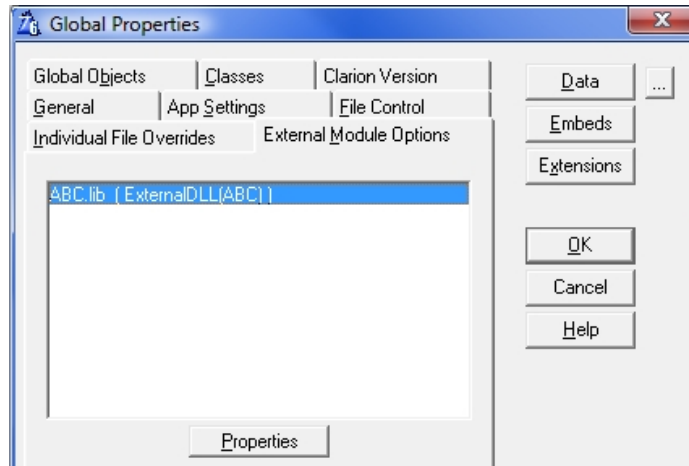 Global Properties
Global Objects
Classes
Clarion Version
General
App Settings
File Control
Individual File Overrides
External Module Options
ABC.lib ( ExternalDLL(ABC) )
Properties
Data
...
Embeds
Extensions
OK
Cancel
Help